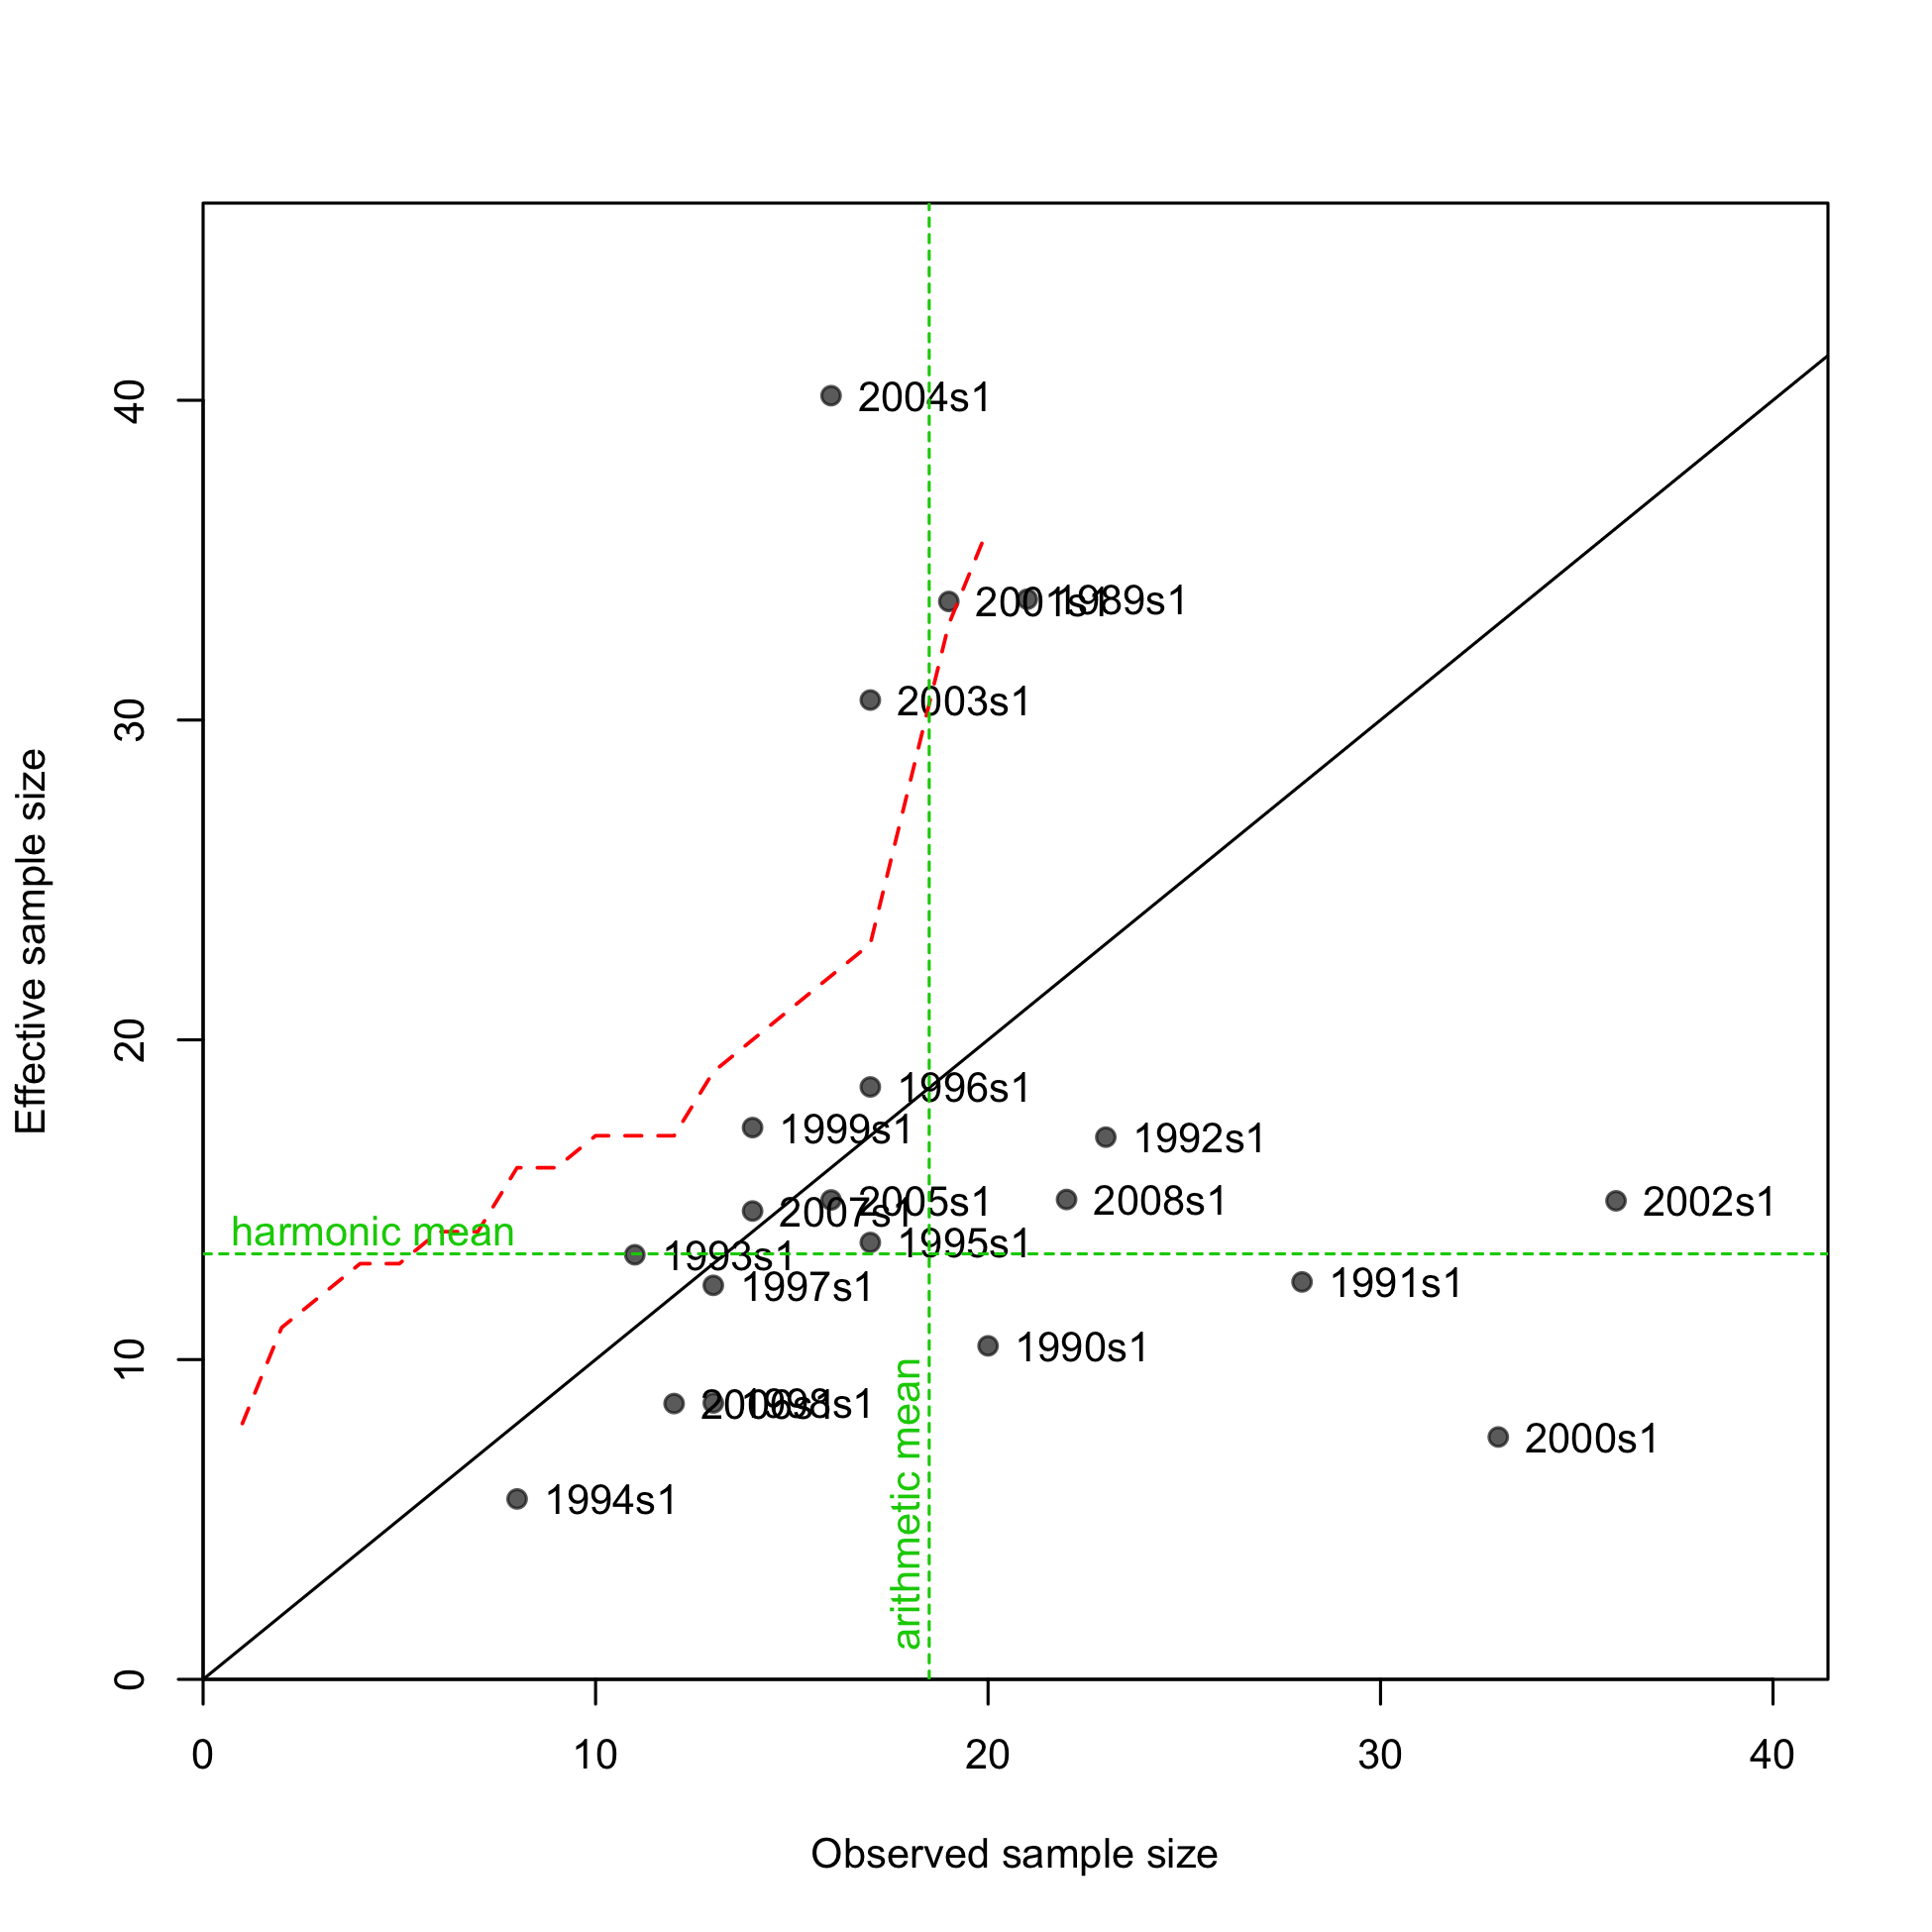 2004s1
2001s1
1989s1
2003s1
1996s1
1999s1
1992s1
2005s1
2008s1
2002s1
2007s1
harmonic mean
1995s1
1993s1
1997s1
1991s1
1990s1
2006s1
1998s1
2000s1
1994s1
arithmetic mean
Effective sample size
40
30
20
10
0
0 10 20 30 40
Observed sample size